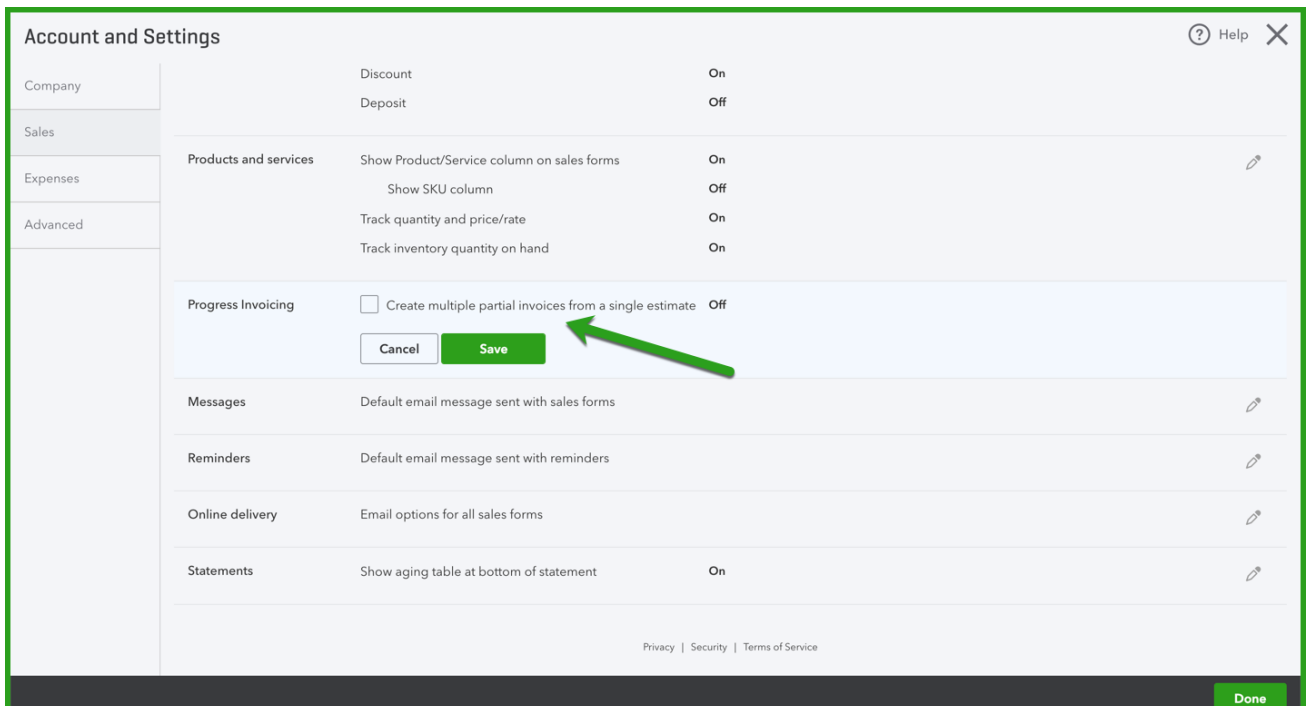 Account and Settings
? Help
Company
Sales
Expenses
Advanced
Discount On
Deposit Off
Products and services Show Product/Service column on sales forms On
Show SKU column Off
Track quantity and price/rate On
Track inventory quantity on hand On
Progress Invoicing Create multiple partial invoices from a single estimate Off
Cancel Save
Messages Default email message sent with sales forms
Reminders Default email message sent with reminders
Online delivery Email options for all sales forms
Statements Show aging table at bottom of statement On
Privacy | Security | Terms of Service
Done